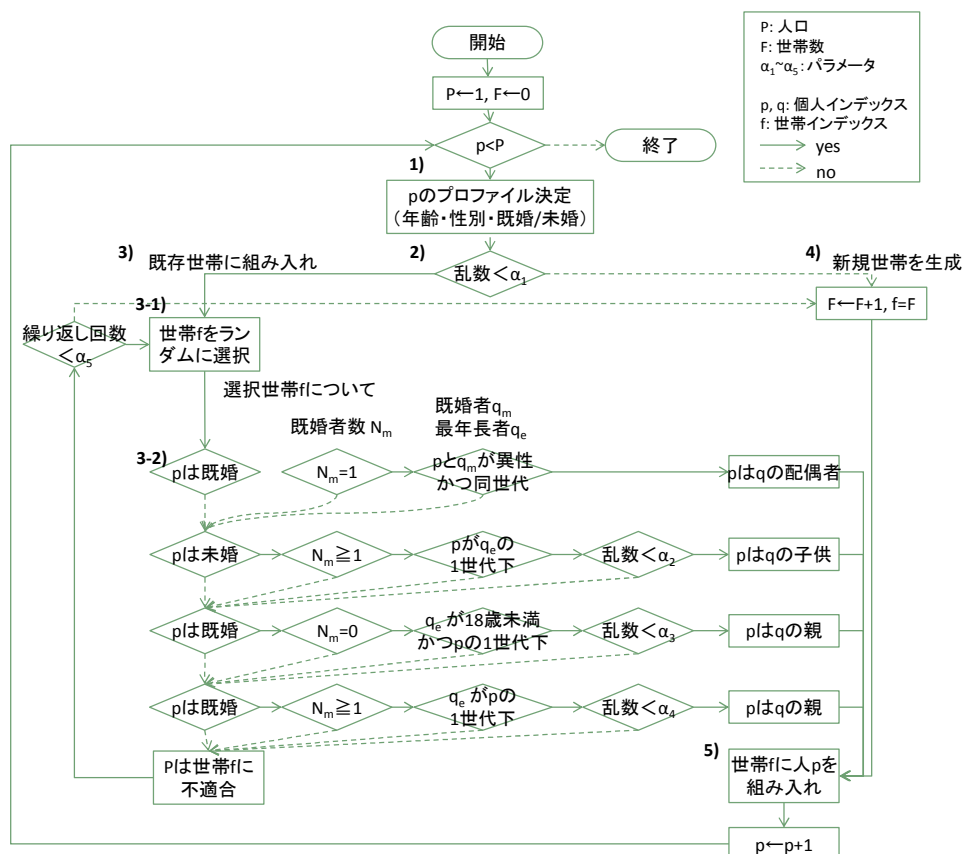 開始
P←1, F←0
p<P
終了
1)
pのプロファイル決定
(年齢・性別・既婚/未婚)
P: 人口
F: 世帯数
α₁~α₅: パラメータ
p, q: 個人インデックス
f: 世帯インデックス
yes
no
2)
乱数<α₁
3)
既存世帯に組み入れ
4)
新規世帯を生成
F←F+1, f=F
3-1)
世帯fをラン
ダムに選択
繰り返し回数
<α₅
選択世帯fについて
既婚者数 Nₘ
既婚者qₘ
最年長者qₑ
3-2)
pは既婚
Nₘ=1
pとqₘが異性
かつ同世代
pはqの配偶者
pは未婚
Nₘ≧1
pがqₑの
1世代下
乱数<α₂
pはqの子供
pは既婚
Nₘ=0
qₑ が18歳未満
かつpの1世代下
乱数<α₃
pはqの親
pは既婚
Nₘ≧1
qₑ がpの
1世代下
乱数<α₄
pはqの親
Pは世帯fに
不適合
5)
世帯fに人pを
組み入れ
p←p+1